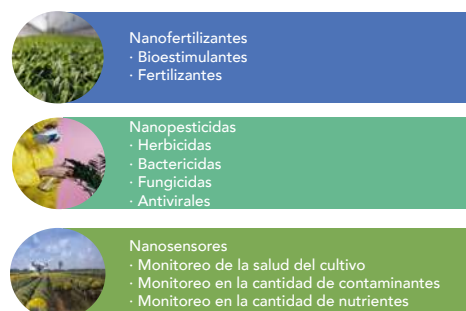 Nanofertilizantes
· Bioestimulantes
· Fertilizantes
Nanopesticidas
· Herbicidas
· Bactericidas
· Fungicidas
· Antivirales
Nanosensores
· Monitoreo de la salud del cultivo
· Monitoreo en la cantidad de contaminantes
· Monitoreo en la cantidad de nutrientes